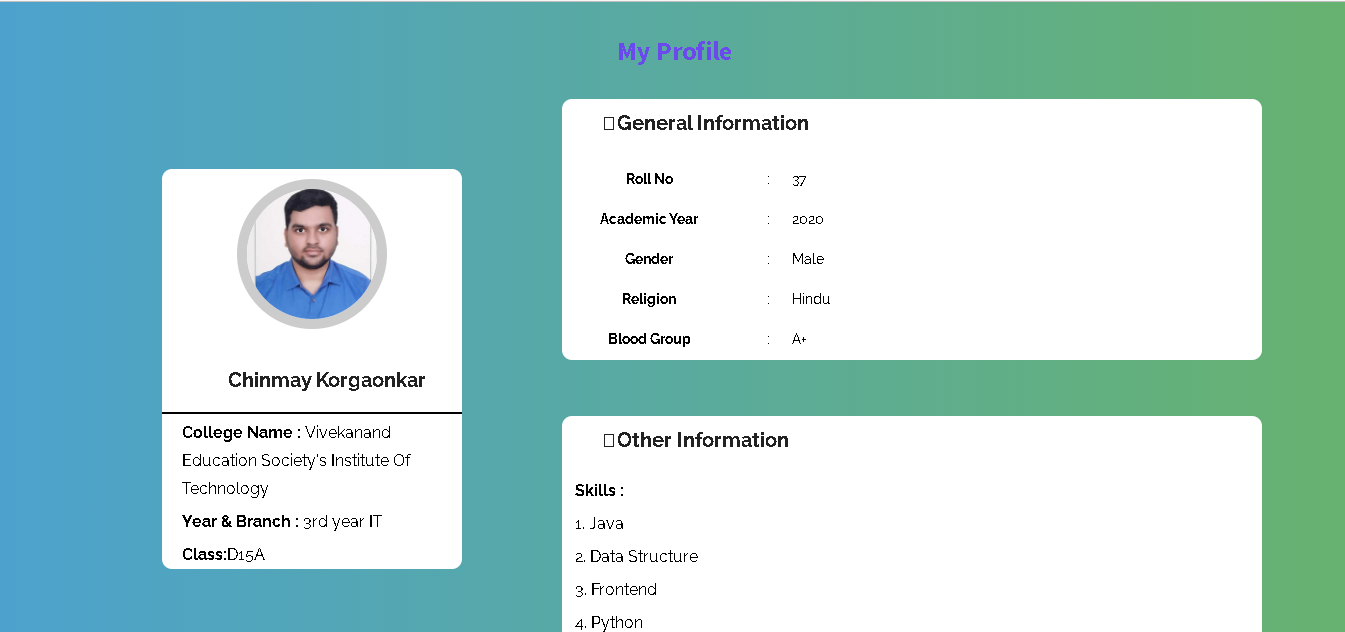 My Profile
Chinmay Korgaonkar
College Name : Vivekanand
Education Society's Institute Of
Technology
Year & Branch : 3rd year IT
Class:D15A
General Information
Roll No : 37
Academic Year : 2020
Gender : Male
Religion : Hindu
Blood Group : A+
Other Information
Skills :
1. Java
2. Data Structure
3. Frontend
4. Python